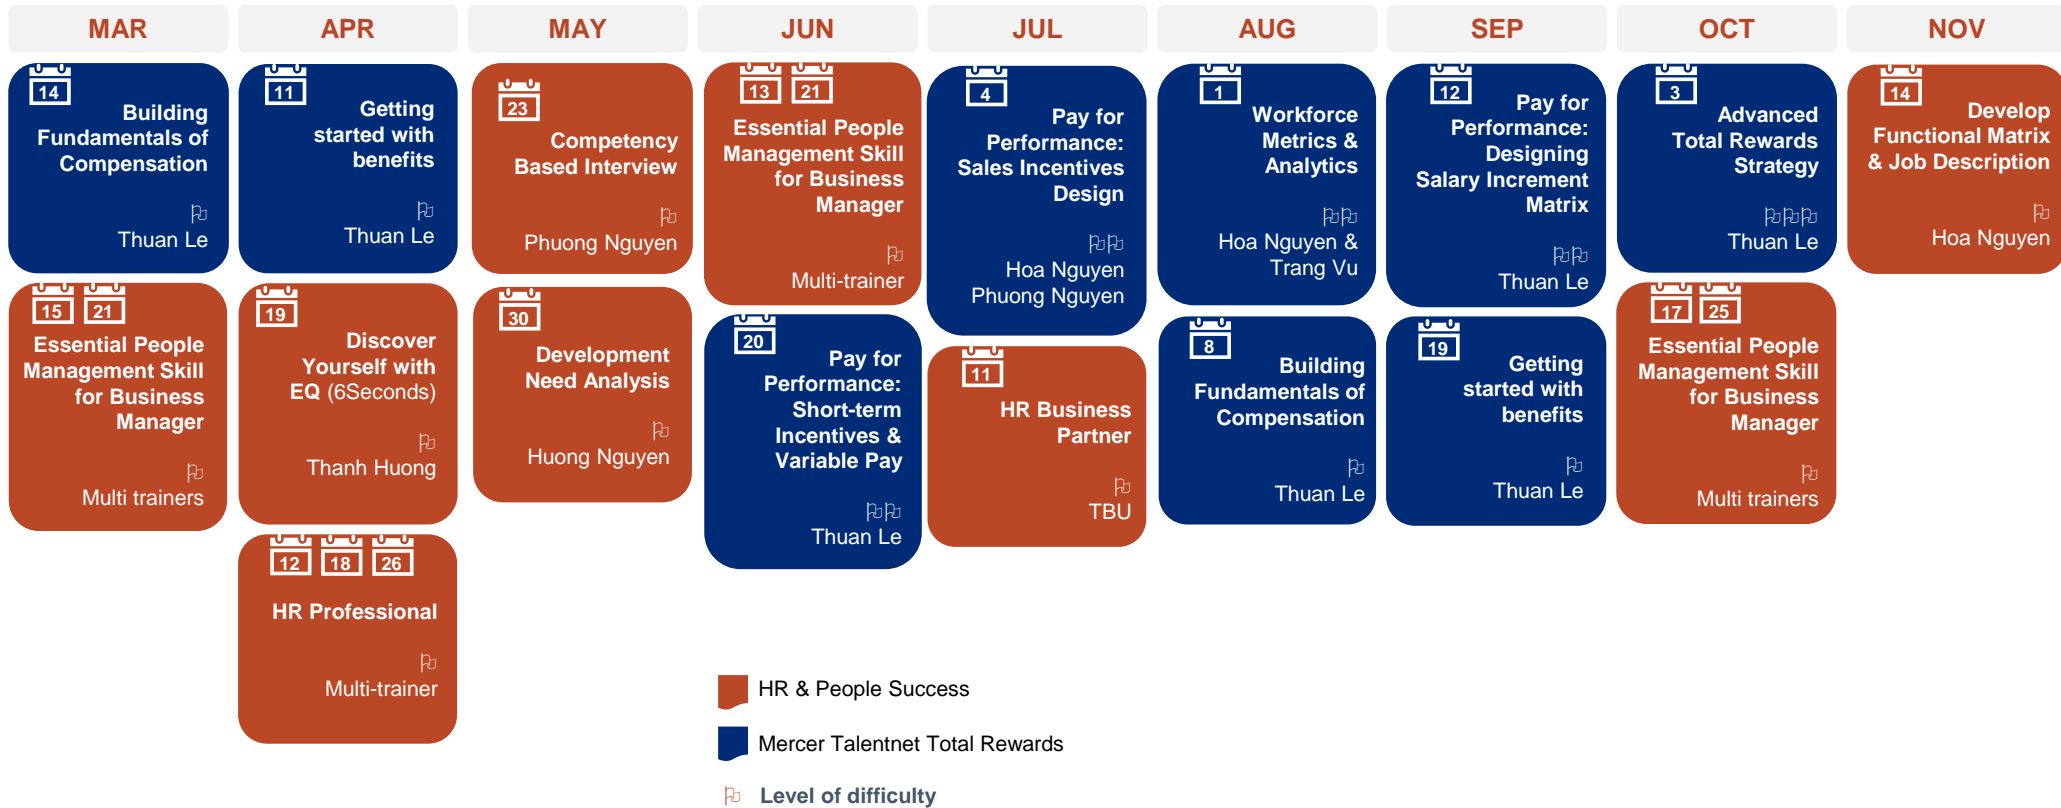 MAR
APR
MAY
JUN
JUL
AUG
SEP
OCT
NOV
14
Building
Fundamentals of
Compensation
Thuan Le
15 21
Essential People
Management Skill
for Business
Manager
Multi trainers
11
Getting
started with
benefits
Thuan Le
19
Discover
Yourself with
EQ (6Seconds)
Thanh Huong
12 18 26
HR Professional
Multi-trainer
23
Competency
Based Interview
Phuong Nguyen
30
Development
Need Analysis
Huong Nguyen
13 21
Essential People
Management Skill
for Business
Manager
Multi-trainer
20
Pay for
Performance:
Short-term
Incentives &
Variable Pay
Thuan Le
4
Pay for
Performance:
Sales Incentives
Design
Hoa Nguyen
Phuong Nguyen
11
HR Business
Partner
TBU
1
Workforce
Metrics &
Analytics
Hoa Nguyen &
Trang Vu
8
Building
Fundamentals of
Compensation
Thuan Le
12
Pay for
Performance:
Designing
Salary Increment
Matrix
Thuan Le
19
Getting
started with
benefits
Thuan Le
3
Advanced
Total Rewards
Strategy
Thuan Le
17 25
Essential People
Management Skill
for Business
Manager
Multi trainers
14
Develop
Functional Matrix
& Job Description
Hoa Nguyen
HR & People Success
Mercer Talentnet Total Rewards
Level of difficulty